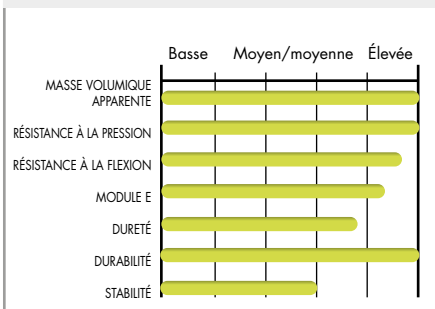 Basse Moyen/moyenne Élevée
MASSE VOLUMIQUE
APPARENTE
RÉSISTANCE À LA PRESSION
RÉSISTANCE À LA FLEXION
MODULE E
DURETÉ
DURABILITÉ
STABILITÉ